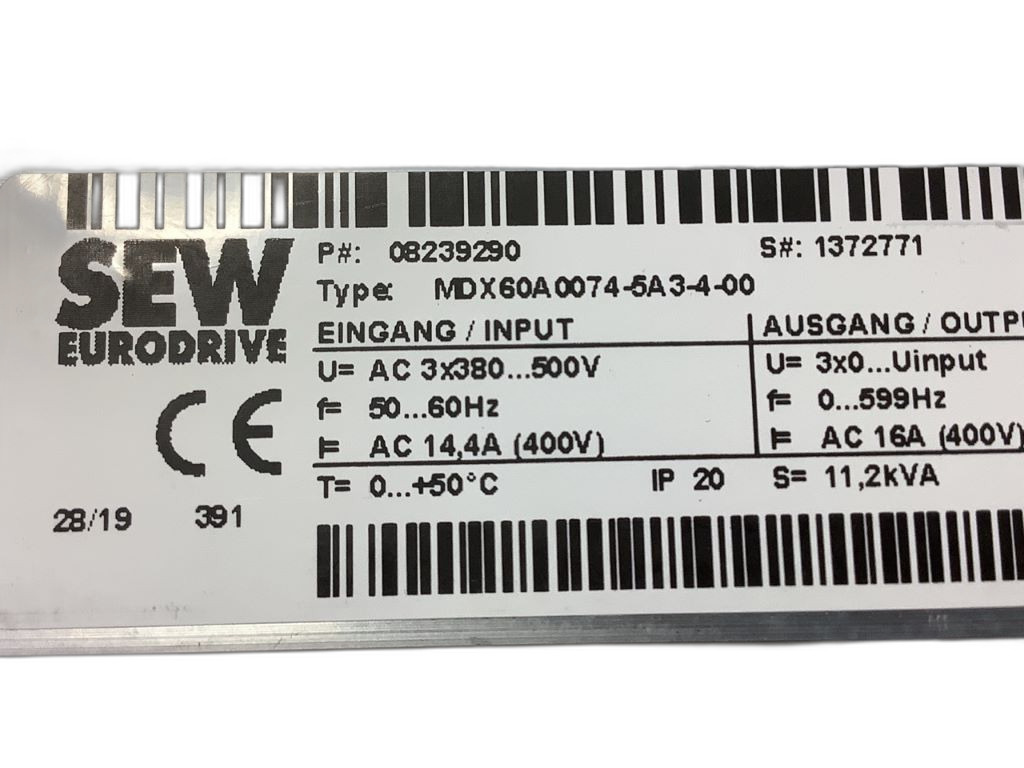 SEW
EURODRIVE
P#: 08239290 S#: 1372771
Type: MDX60A0074-5A3-4-00
EINGANG / INPUT AUSGANG / OUTP
U= AC 3x380...500V U= 3x0...Uinput
f= 50...60Hz f= 0...599Hz
I= AC 14,4A (400V) I= AC 16A (400V)
T= 0...+50°C IP 20 S= 11,2kVA
CE
28/19 391